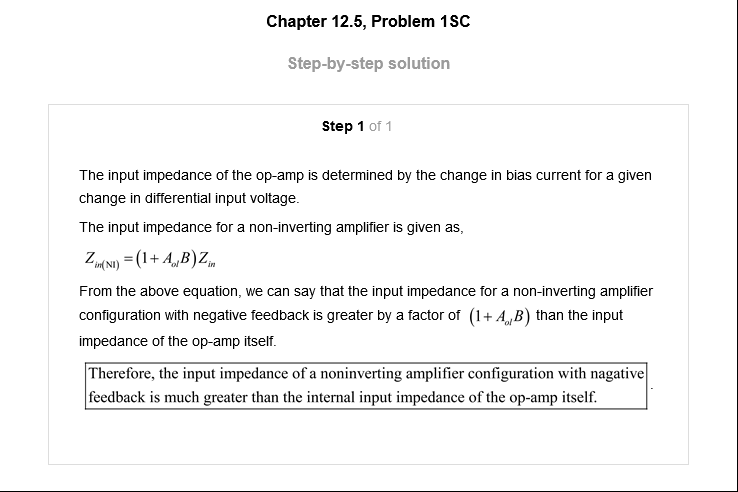 Chapter 12.5, Problem 1SC
Step-by-step solution
Step 1 of 1
The input impedance of the op-amp is determined by the change in bias current for a given
change in differential input voltage.
The input impedance for a non-inverting amplifier is given as,
Z_{in(NI)} = (1 + A_{ol}B)Z_{in}
From the above equation, we can say that the input impedance for a non-inverting amplifier
configuration with negative feedback is greater by a factor of (1 + A_{ol}B) than the input
impedance of the op-amp itself.
Therefore, the input impedance of a noninverting amplifier configuration with nagative
feedback is much greater than the internal input impedance of the op-amp itself.